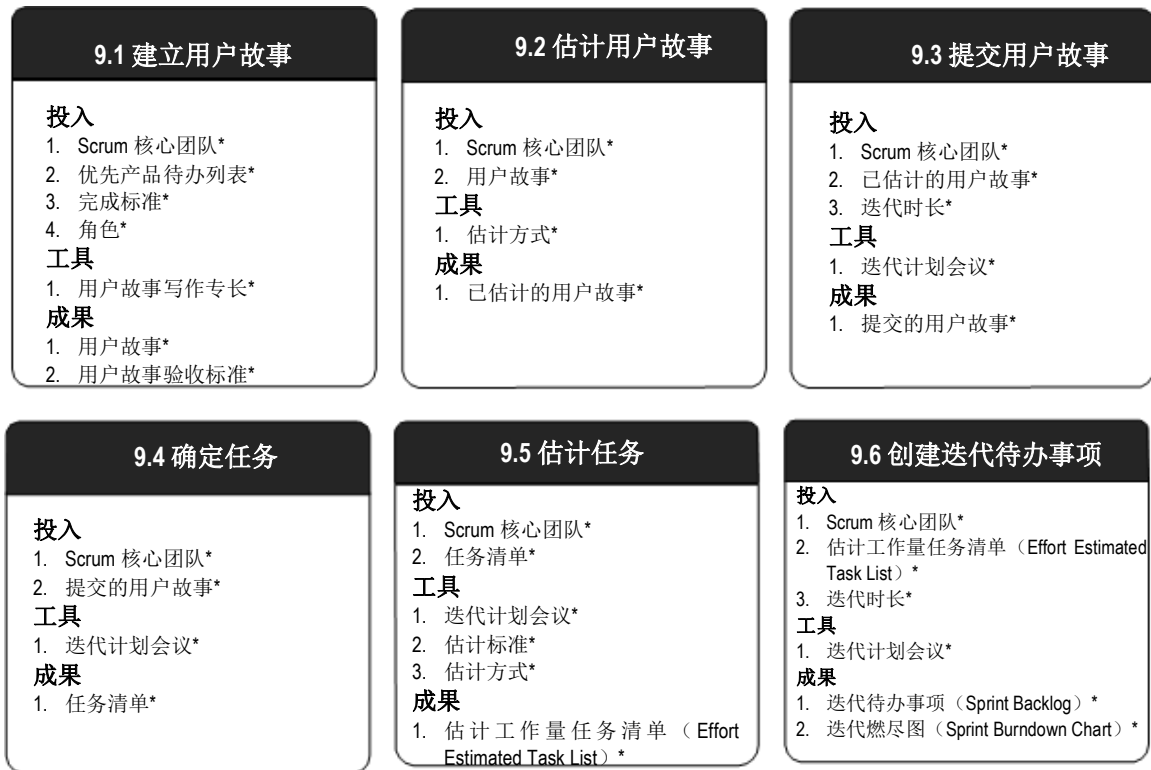 9.1 建立用户故事
投入
1. Scrum 核心团队*
2. 优先产品待办列表*
3. 完成标准*
4. 角色*
工具
1. 用户故事写作专长*
成果
1. 用户故事*
2. 用户故事验收标准*
9.2 估计用户故事
投入
1. Scrum 核心团队*
2. 用户故事*
工具
1. 估计方式*
成果
1. 已估计的用户故事*
9.3 提交用户故事
投入
1. Scrum 核心团队*
2. 已估计的用户故事*
3. 迭代时长*
工具
1. 迭代计划会议*
成果
1. 提交的用户故事*
9.4 确定任务
投入
1. Scrum 核心团队*
2. 提交的用户故事*
工具
1. 迭代计划会议*
成果
1. 任务清单*
9.5 估计任务
投入
1. Scrum 核心团队*
2. 任务清单*
工具
1. 迭代计划会议*
2. 估计标准*
3. 估计方式*
成果
1. 估计工作量任务清单（Effort
Estimated Task List）*
9.6 创建迭代待办事项
投入
1. Scrum 核心团队*
2. 估计工作量任务清单（Effort Estimated
Task List）*
3. 迭代时长*
工具
1. 迭代计划会议*
成果
1. 迭代待办事项（Sprint Backlog）*
2. 迭代燃尽图（Sprint Burndown Chart）*